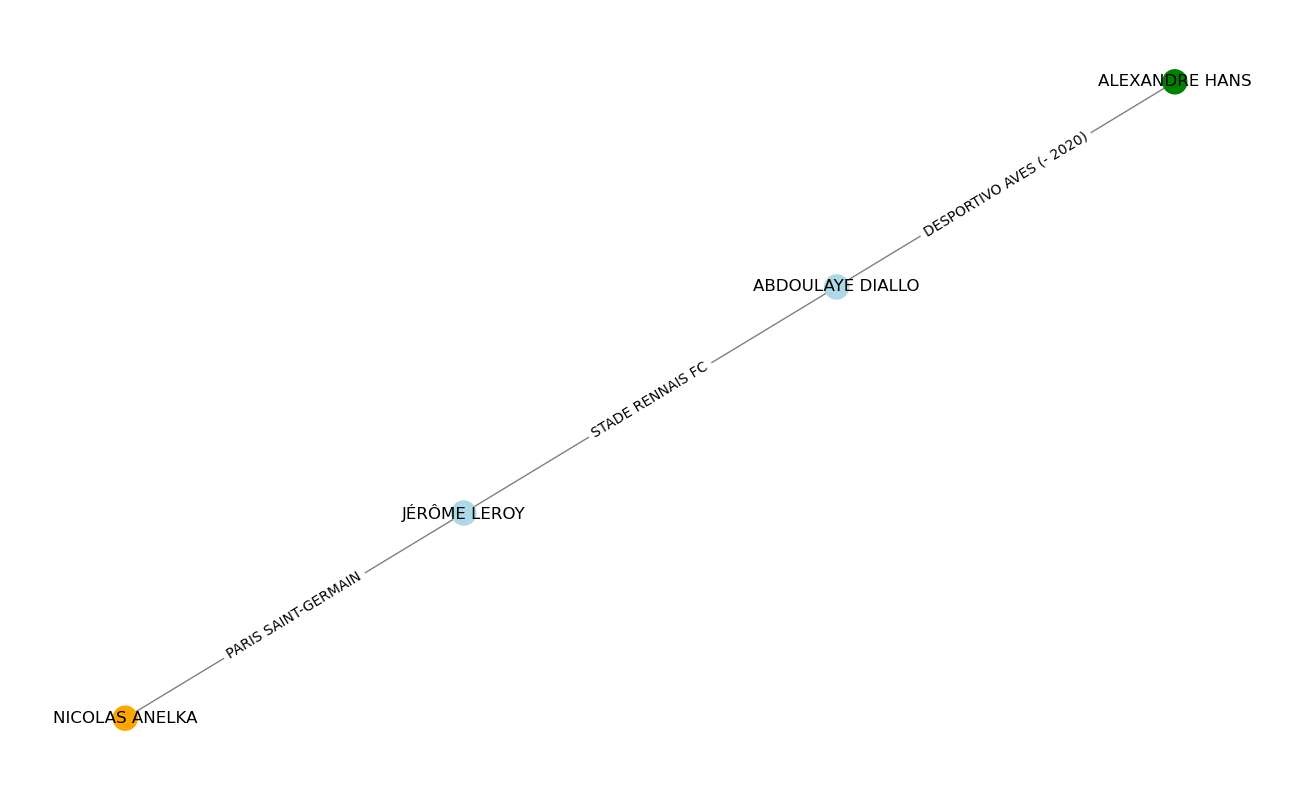 ALEXANDRE HANS
DESPORTIVO AVES (- 2020)
ABDOULAYE DIALLO
STADE RENNAIS FC
JÉRÔME LEROY
PARIS SAINT-GERMAIN
NICOLAS ANELKA